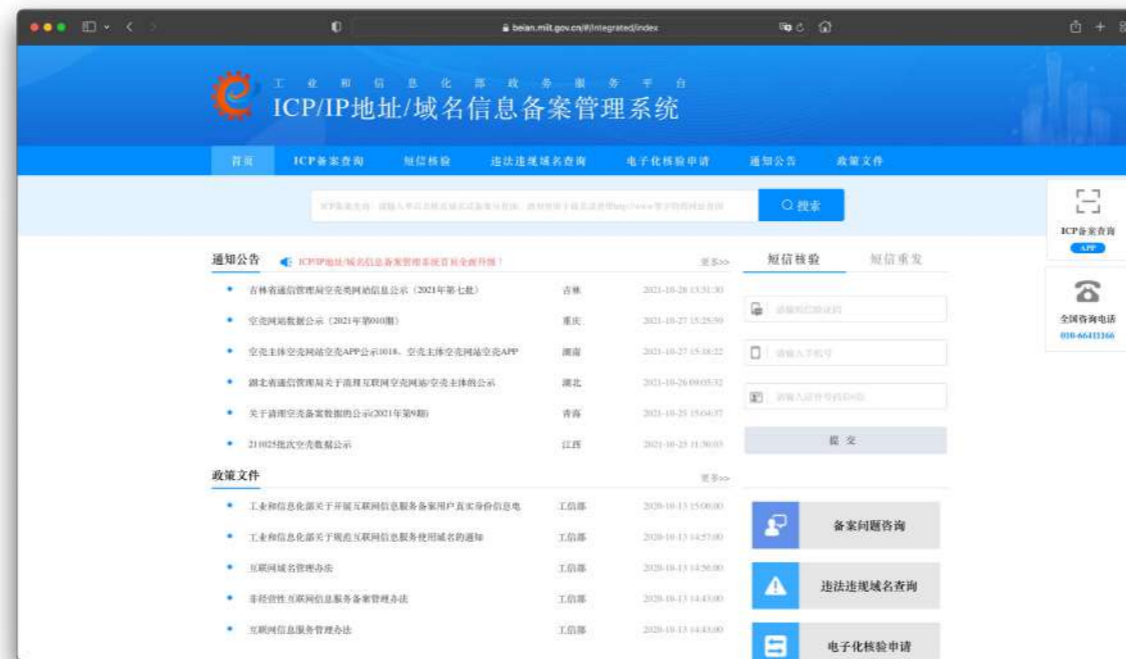 beian.miit.gov.cn/#/Integrated/index
工业和信息化部政务服务平台
ICP/IP地址/域名信息备案管理系统
首页 ICP备案查询 短信核验 违法违规域名查询 电子化核验申请 通知公告 政策文件
搜索
ICP备案查询
APP
全国咨询电话
010-66411166
通知公告 ICP/IP地址/域名信息备案管理系统首页全新升级! 更多>>
吉林省通信管理局空壳类网站信息公示(2021年第七批) 吉林 2021-10-28 13:31:30
空壳网站数据公示(2021年第010期) 重庆 2021-10-27 15:25:59
空壳主体空壳网站空壳APP公示1018、空壳主体空壳网站空壳APP 湖南 2021-10-27 15:18:22
湖北省通信管理局关于清理互联网空壳网站/空壳主体的公示 湖北 2021-10-26 09:05:32
关于清理空壳备案数据的公示(2021年第9期) 青海 2021-10-25 15:04:37
211025批次空壳数据公示 江西 2021-10-25 11:30:03
短信核验 短信重发
请输入手机号
提 交
政策文件 更多>>
工业和信息化部关于开展互联网信息服务备案用户真实身份信息电 工信部 2020-10-13 15:00:00
工业和信息化部关于规范互联网信息服务使用域名的通知 工信部 2020-10-13 14:57:00
互联网域名管理办法 工信部 2020-10-13 14:56:00
非经营性互联网信息服务备案管理办法 工信部 2020-10-13 14:43:00
互联网信息服务管理办法 工信部 2020-10-13 14:43:00
备案问题咨询
违法违规域名查询
电子化核验申请